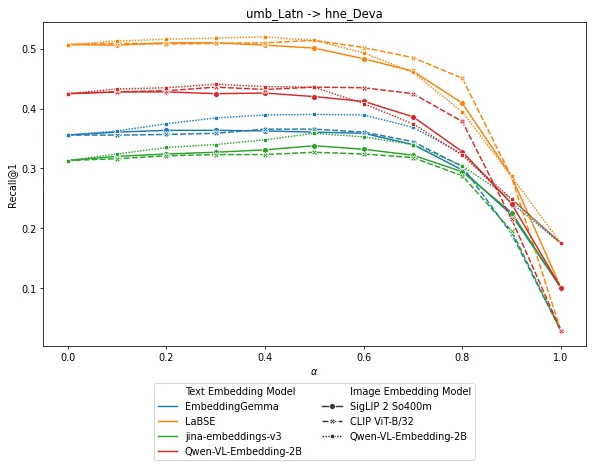 umb_Latn -> hne_Deva
Recall@1
0.5
0.4
0.3
0.2
0.1
0.0 0.2 0.4 0.6 0.8 1.0
α
Text Embedding Model Image Embedding Model
EmbeddingGemma SigLIP 2 So400m
LaBSE CLIP ViT-B/32
jina-embeddings-v3 Qwen-VL-Embedding-2B
Qwen-VL-Embedding-2B